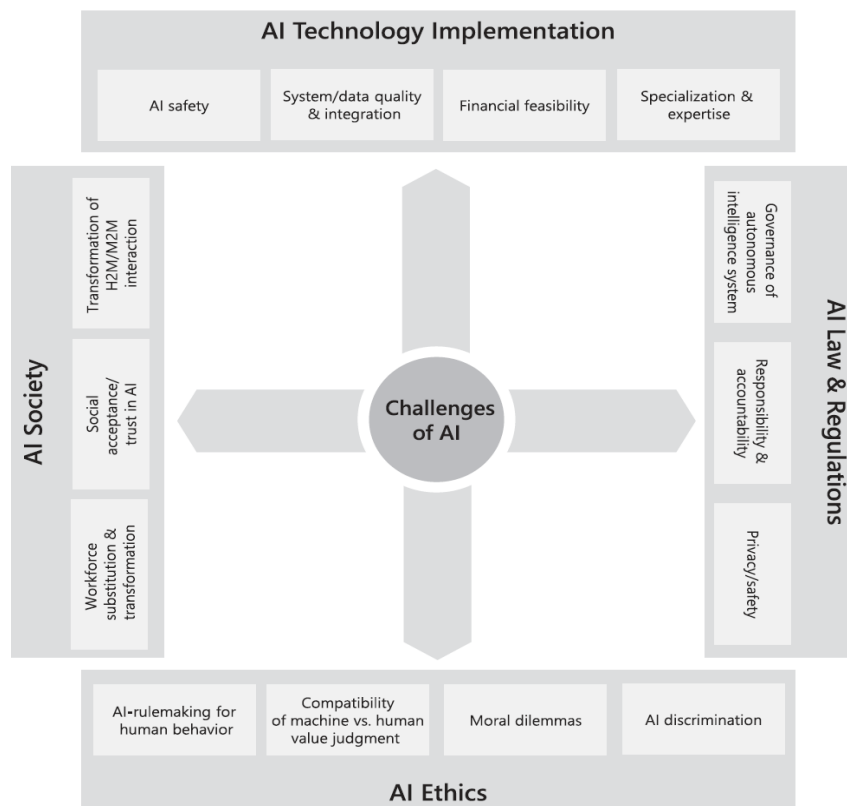 AI Technology Implementation
AI safety
System/data quality
& integration
Financial feasibility
Specialization &
expertise
AI Society
Transformation of
H2M/M2M
interaction
Social
acceptance/
trust in AI
Workforce
substitution &
transformation
Challenges
of AI
Governance of
autonomous
intelligence system
Responsibility &
accountability
Privacy/safety
AI Law & Regulations
AI-rulemaking for
human behavior
Compatibility
of machine vs. human
value judgment
Moral dilemmas
AI discrimination
AI Ethics